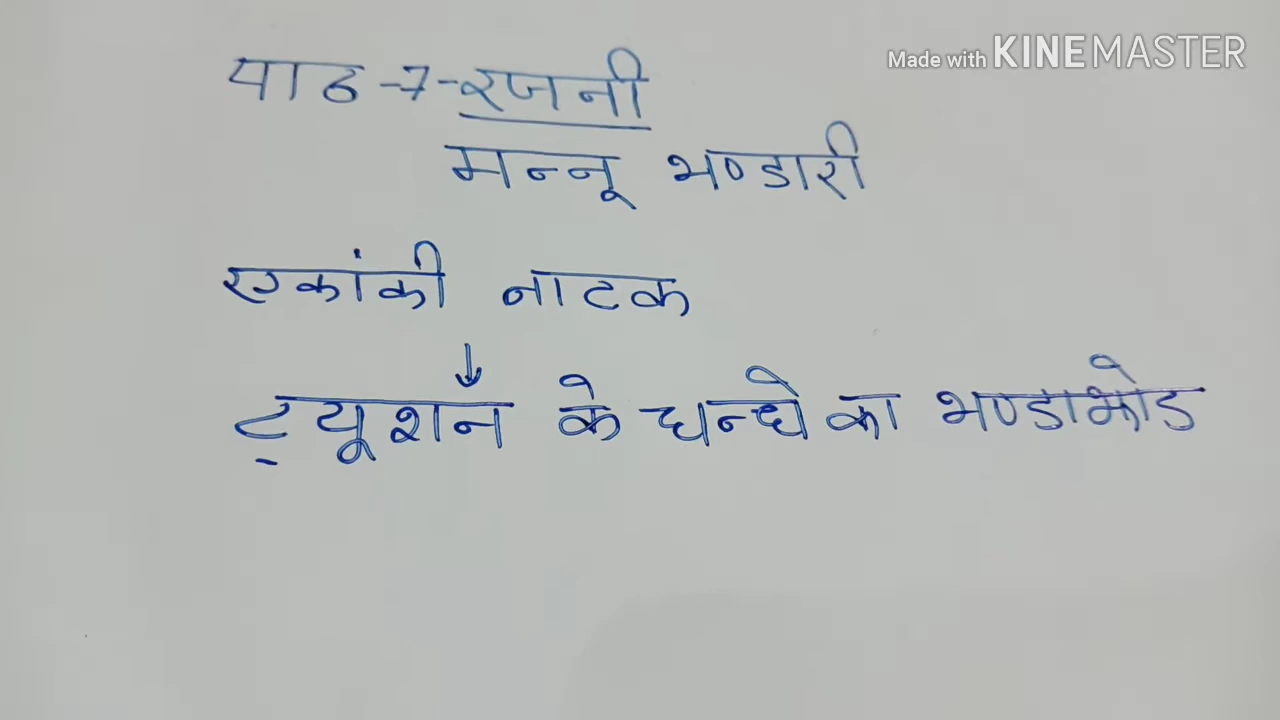 Made with KINEMASTER
पाठ -7- रजनी
मन्नू भण्डारी
एकांकी नाटक
↓
ट्यूशन के धन्धे का भण्डाफोड